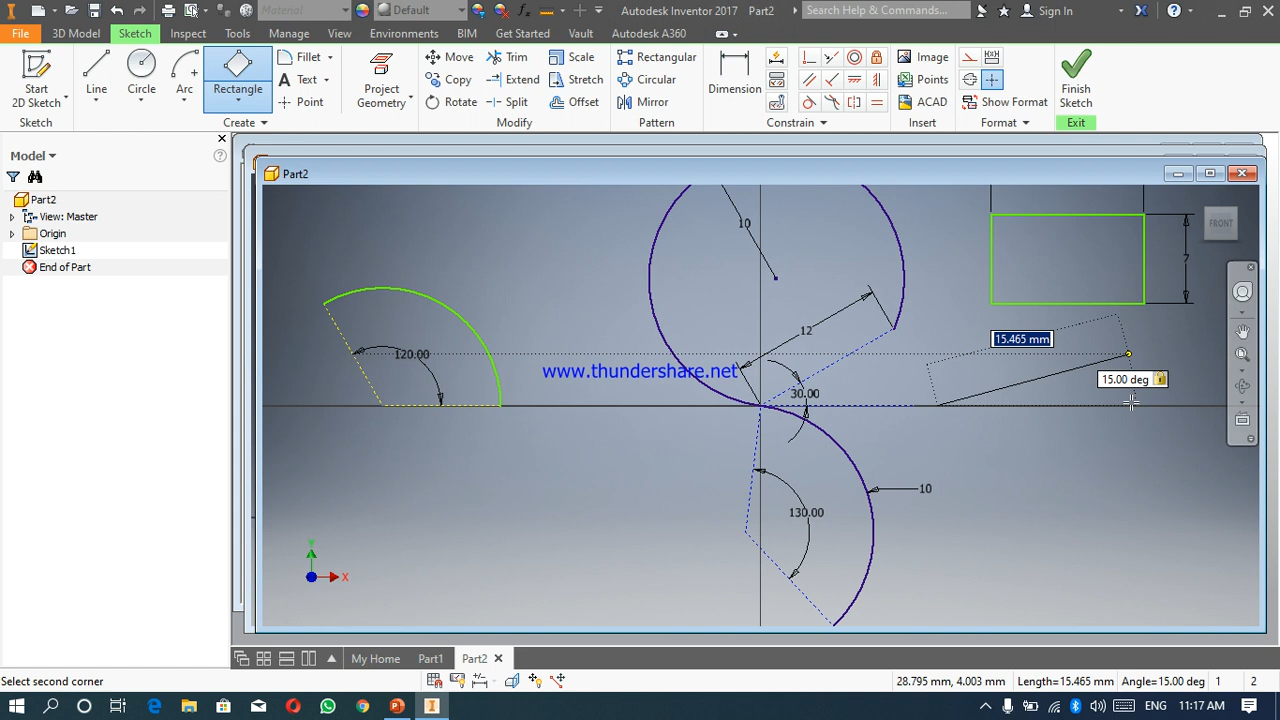 Material
Default
Autodesk Inventor 2017 Part2
Search Help & Commands...
Sign In
File
3D Model
Sketch
Inspect
Tools
Manage
View
Environments
BIM
Get Started
Vault
Autodesk A360
Start
2D Sketch
Line
Circle
Arc
Rectangle
Fillet
Text
Point
Project
Geometry
Move
Copy
Rotate
Trim
Extend
Split
Scale
Stretch
Offset
Rectangular
Circular
Mirror
Dimension
Image
Points
ACAD
Show Format
Finish
Sketch
Sketch
Create
Modify
Pattern
Constrain
Insert
Format
Exit
Model
Part2
View: Master
Origin
Sketch1
End of Part
Part2
10
FRONT
7
12
15.465 mm
120.00
www.thundershare.net
15.00 deg
30.00
10
130.00
Y
X
My Home
Part1
Part2
Select second corner
28.795 mm, 4.003 mm
Length=15.465 mm
Angle=15.00 deg
1
2
ENG
11:17 AM